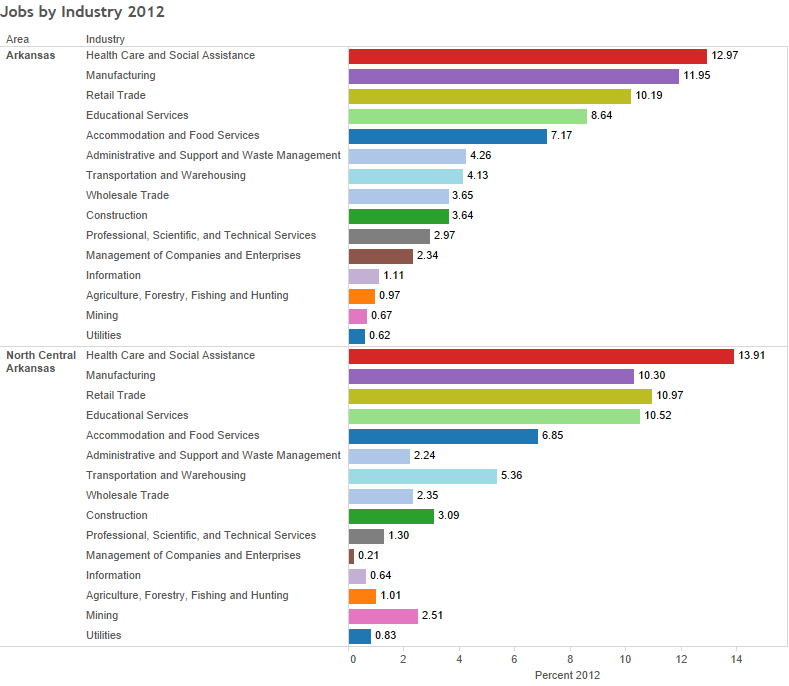 Jobs by Industry 2012
Area Industry
Arkansas Health Care and Social Assistance 12.97
Manufacturing 11.95
Retail Trade 10.19
Educational Services 8.64
Accommodation and Food Services 7.17
Administrative and Support and Waste Management 4.26
Transportation and Warehousing 4.13
Wholesale Trade 3.65
Construction 3.64
Professional, Scientific, and Technical Services 2.97
Management of Companies and Enterprises 2.34
Information 1.11
Agriculture, Forestry, Fishing and Hunting 0.97
Mining 0.67
Utilities 0.62
North Central Health Care and Social Assistance 13.91
Arkansas
Manufacturing 10.30
Retail Trade 10.97
Educational Services 10.52
Accommodation and Food Services 6.85
Administrative and Support and Waste Management 2.24
Transportation and Warehousing 5.36
Wholesale Trade 2.35
Construction 3.09
Professional, Scientific, and Technical Services 1.30
Management of Companies and Enterprises 0.21
Information 0.64
Agriculture, Forestry, Fishing and Hunting 1.01
Mining 2.51
Utilities 0.83
0 2 4 6 8 10 12 14
Percent 2012